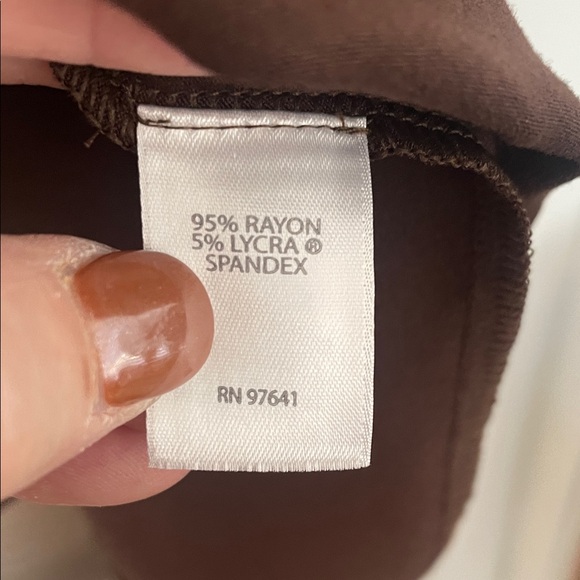 95% RAYON
5% LYCRA ®
SPANDEX
RN 97641